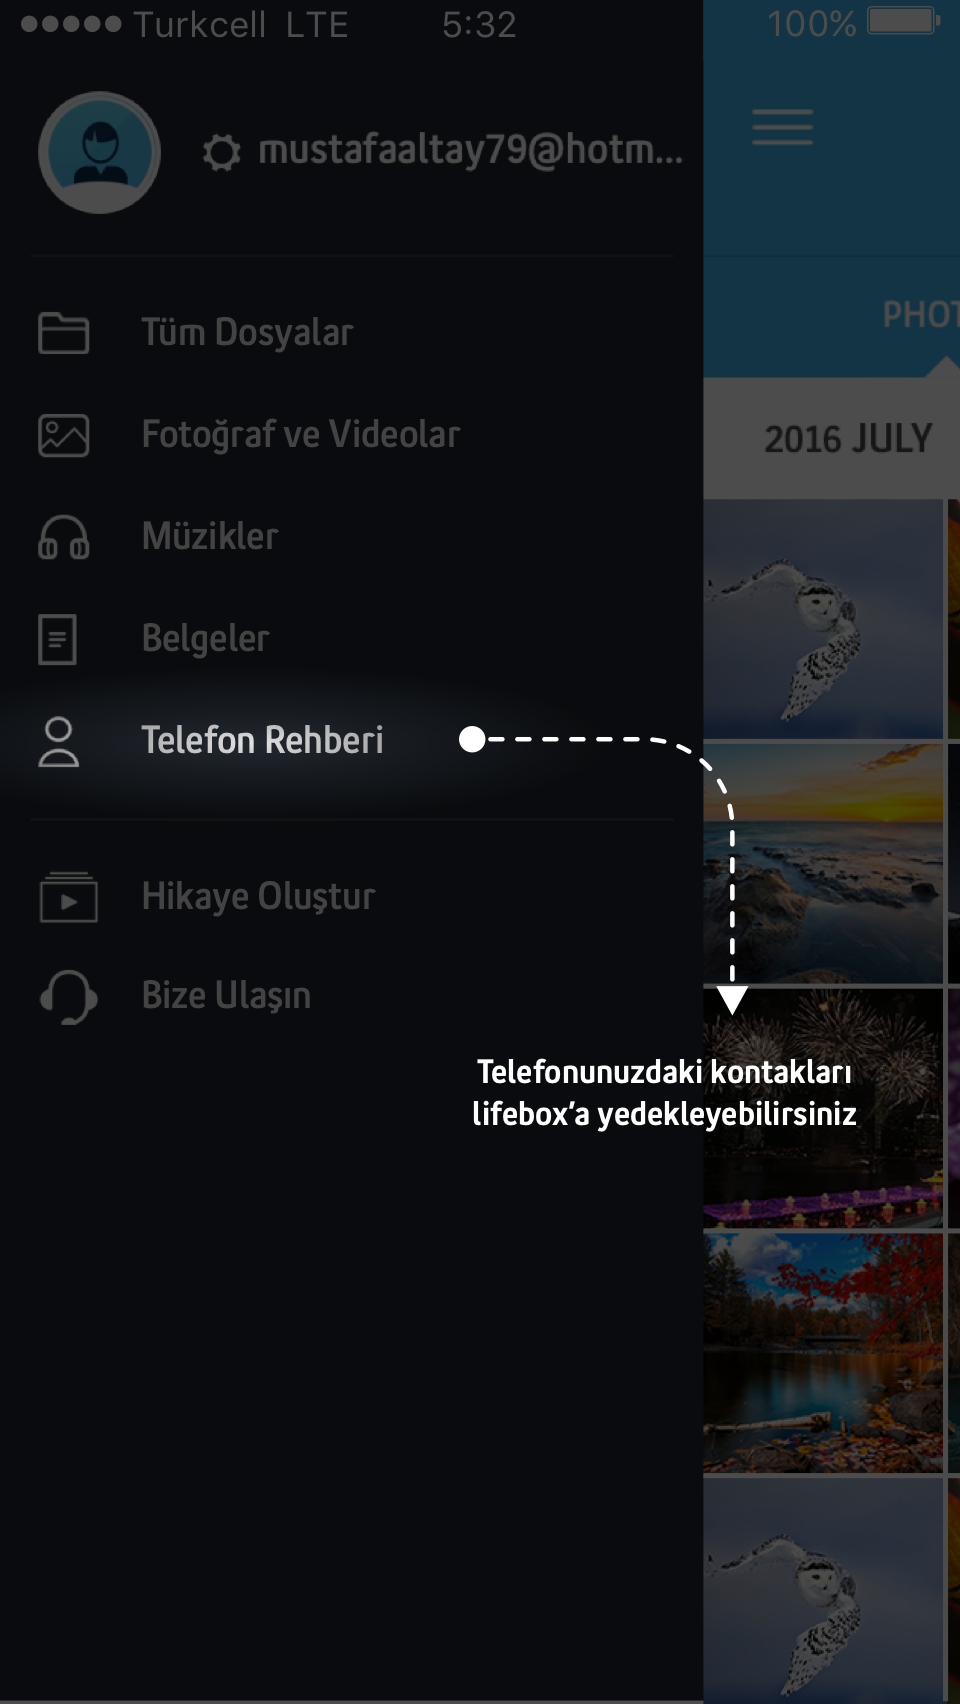 Turkcell LTE 5:32 100%
mustafaaltay79@hotm...
Tüm Dosyalar
PHOT
Fotoğraf ve Videolar
2016 JULY
Müzikler
Belgeler
Telefon Rehberi
Hikaye Oluştur
Bize Ulaşın
Telefonunuzdaki kontakları
lifebox'a yedekleyebilirsiniz